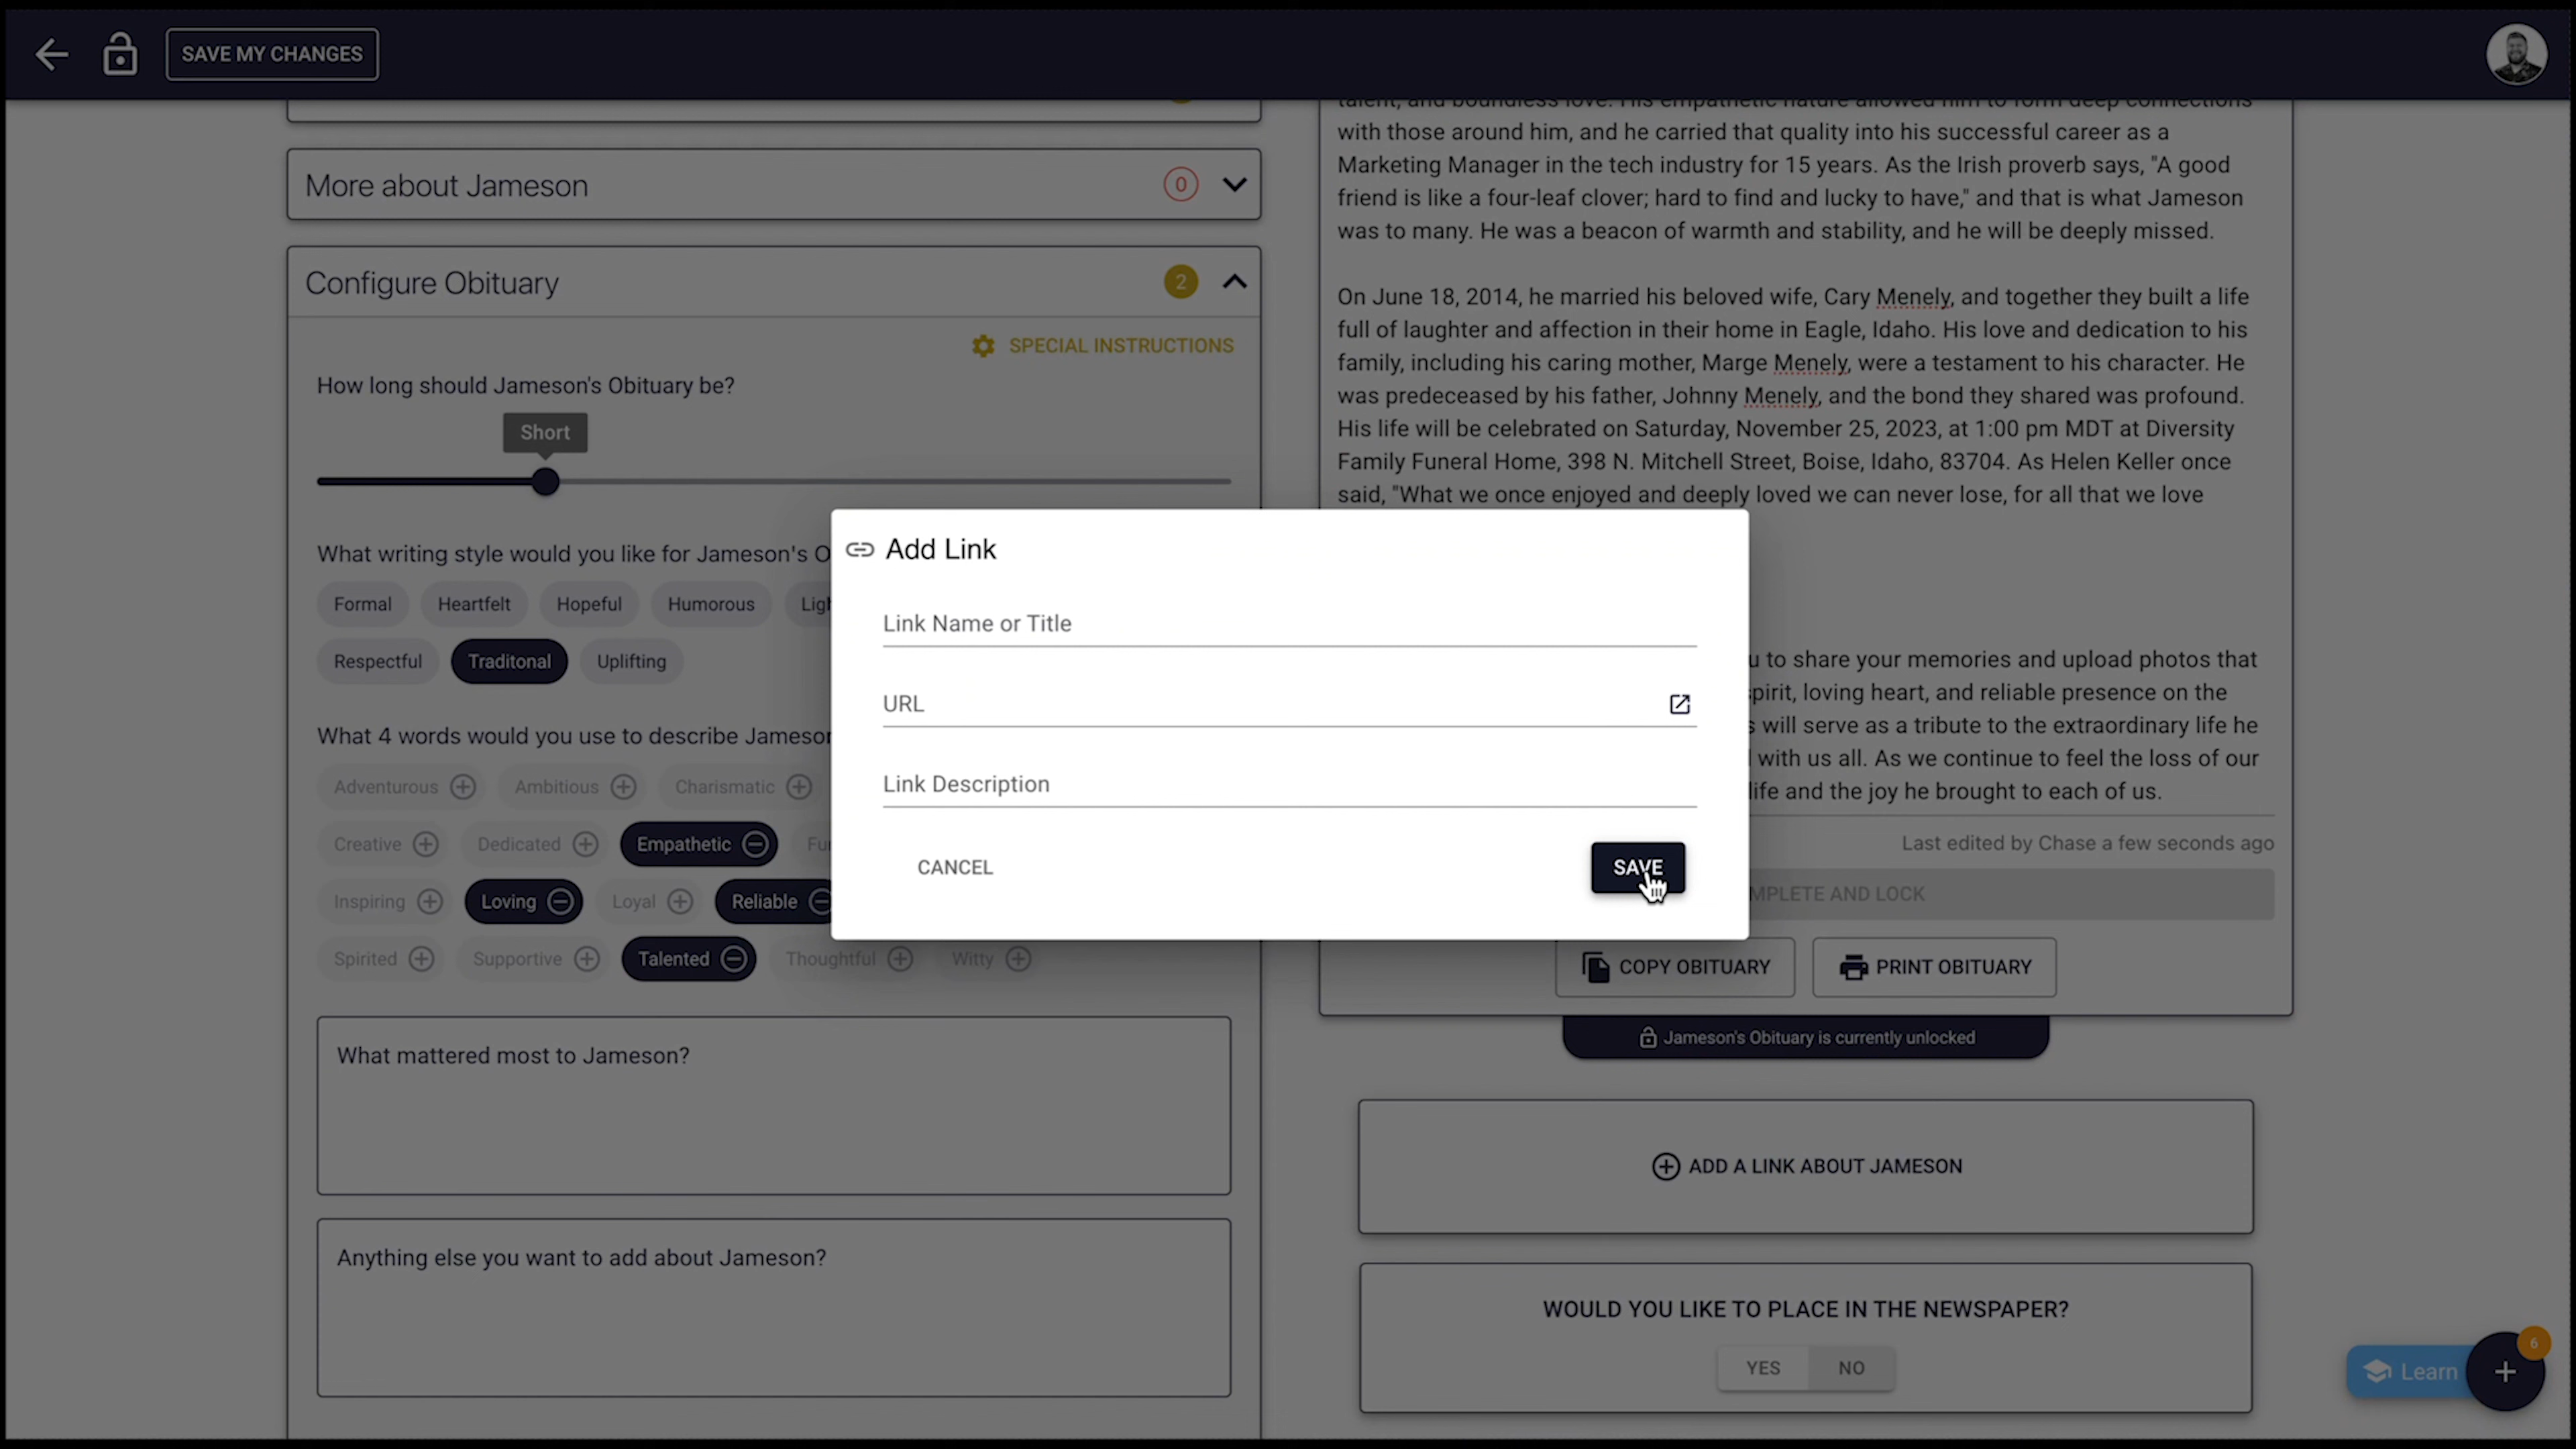 SAVE MY CHANGES
More about Jameson
0
Configure Obituary
2
SPECIAL INSTRUCTIONS
How long should Jameson's Obituary be?
Short
What writing style would you like for Jameson's
Formal
Heartfelt
Hopeful
Humorous
Respectful
Traditonal
Uplifting
What 4 words would you use to describe Jameson
Adventurous
Ambitious
Charismatic
Creative
Dedicated
Empathetic
Inspiring
Loving
Loyal
Reliable
Spirited
Supportive
Talented
Thoughtful
Witty
What mattered most to Jameson?
Anything else you want to add about Jameson?
talent, and boundless love. His empathetic nature allowed him to form deep connections
with those around him, and he carried that quality into his successful career as a
Marketing Manager in the tech industry for 15 years. As the Irish proverb says, "A good
friend is like a four-leaf clover; hard to find and lucky to have," and that is what Jameson
was to many. He was a beacon of warmth and stability, and he will be deeply missed.
On June 18, 2014, he married his beloved wife, Cary Menely, and together they built a life
full of laughter and affection in their home in Eagle, Idaho. His love and dedication to his
family, including his caring mother, Marge Menely, were a testament to his character. He
was predeceased by his father, Johnny Menely, and the bond they shared was profound.
His life will be celebrated on Saturday, November 25, 2023, at 1:00 pm MDT at Diversity
Family Funeral Home, 398 N. Mitchell Street, Boise, Idaho, 83704. As Helen Keller once
said, "What we once enjoyed and deeply loved we can never lose, for all that we love
to share your memories and upload photos that
spirit, loving heart, and reliable presence on the
will serve as a tribute to the extraordinary life he
with us all. As we continue to feel the loss of our
life and the joy he brought to each of us.
Last edited by Chase a few seconds ago
AND LOCK
COPY OBITUARY
PRINT OBITUARY
Jameson's Obituary is currently unlocked
ADD A LINK ABOUT JAMESON
WOULD YOU LIKE TO PLACE IN THE NEWSPAPER?
YES
NO
Add Link
Link Name or Title
URL
Link Description
CANCEL
SAVE
Learn
6